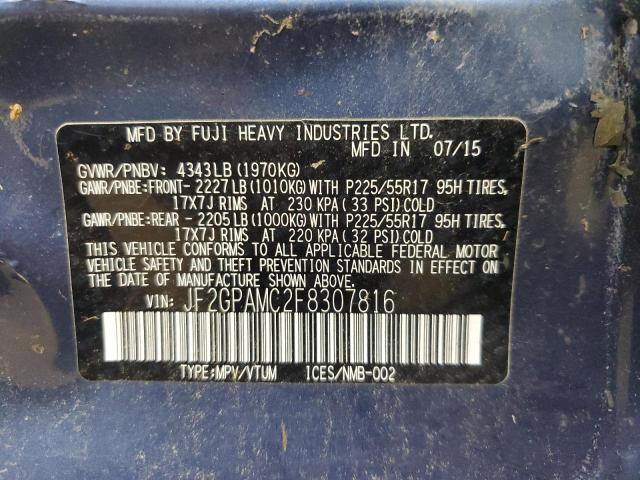 MFD BY FUJI HEAVY INDUSTRIES LTD.
MFD IN 07/15
GVWR/PNBV: 4343LB (1970KG)
GAWR/PNBE:FRONT- 2227LB (1010KG) WITH P225/55R17 95H TIRES,
17X7J RIMS AT 230 KPA (33 PSI) COLD
GAWR/PNBE:REAR - 2205LB (1000KG) WITH P225/55R17 95H TIRES,
17X7J RIMS AT 220 KPA (32 PSI) COLD
THIS VEHICLE CONFORMS TO ALL APPLICABLE FEDERAL MOTOR
VEHICLE SAFETY AND THEFT PREVENTION STANDARDS IN EFFECT ON
THE DATE OF MANUFACTURE SHOWN ABOVE.
VIN: JF2GPAMC2F8307816
TYPE:MPV/VTUM ICES/NMB-002